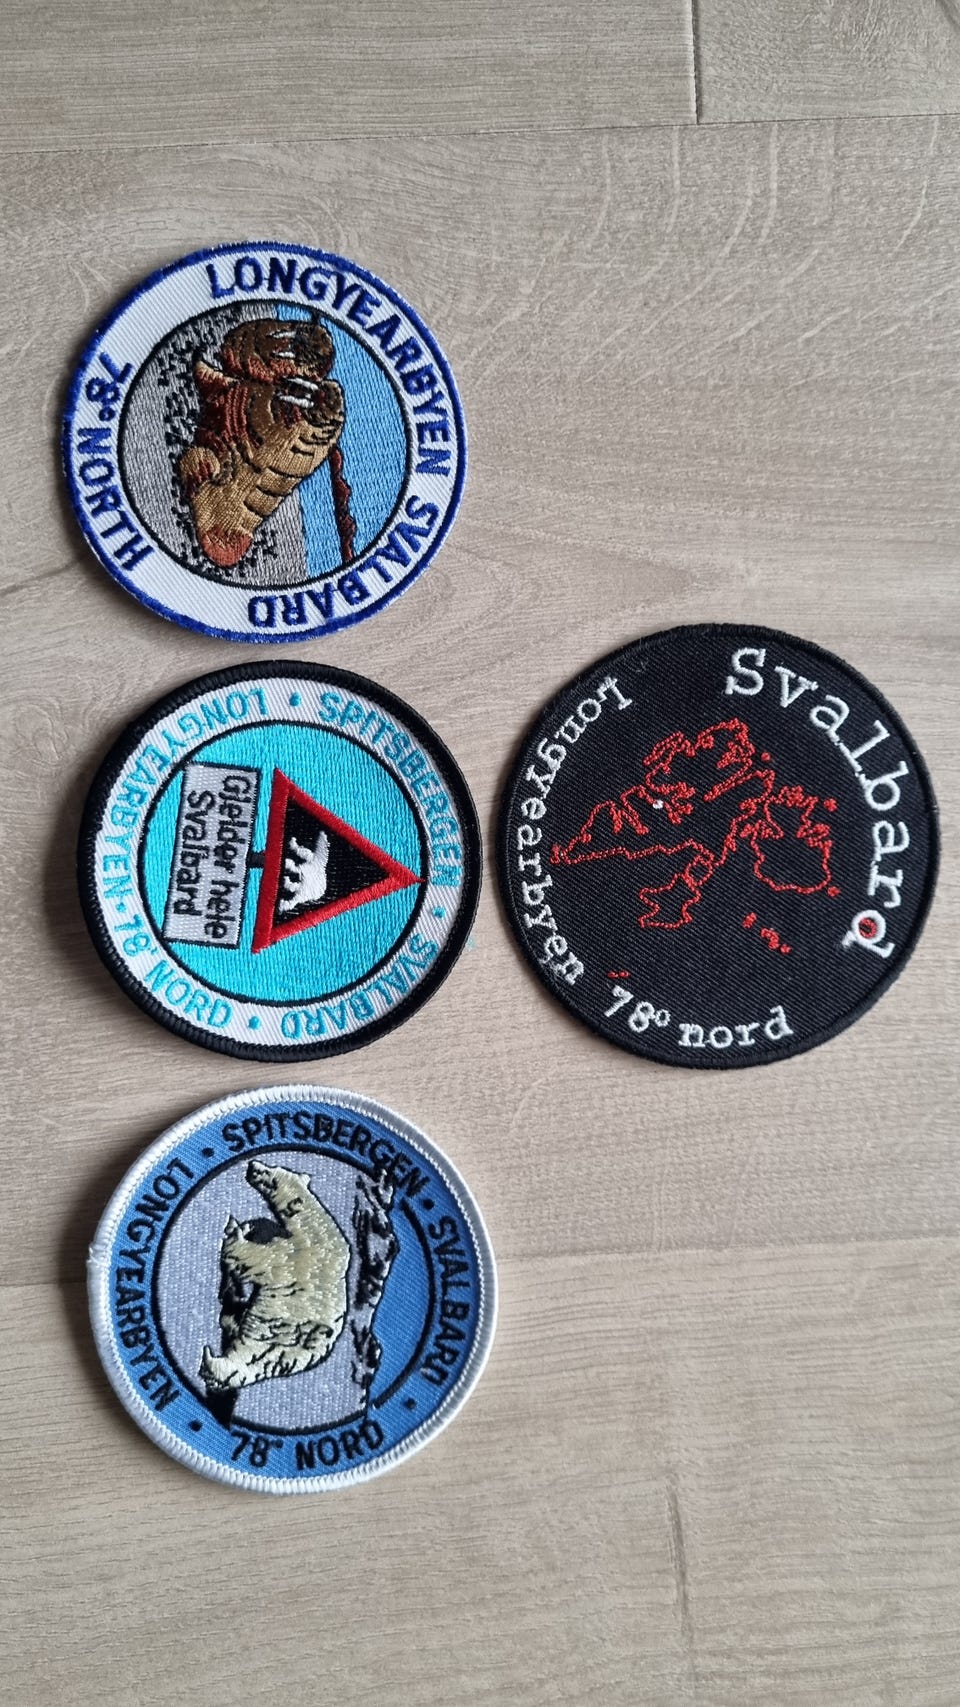 LONGYEARBYEN SVALBARD
78° NORTH
LONGYEARBYEN • SPITSBERGEN • SVALBARD • 78 NORD •
Gjelder hele
Svalbard
Svalbard
Longyearbyen 78° nord
LONGYEARBYEN • SPITSBERGEN • SVALBARD •
78° NORD